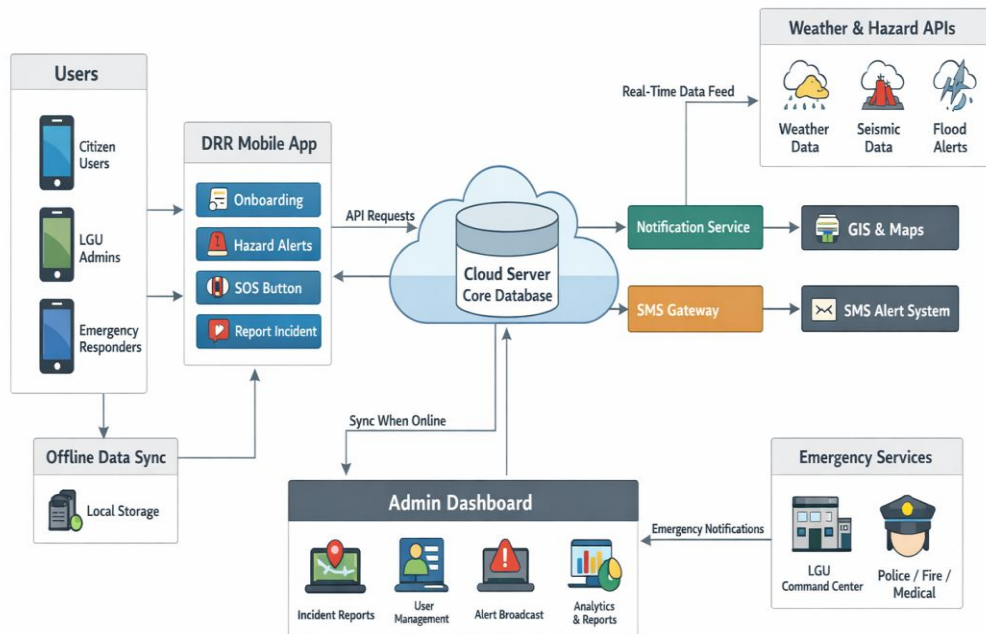 Users
Citizen
Users
LGU
Admins
Emergency
Responders
Offline Data Sync
Local Storage
DRR Mobile App
Onboarding
Hazard Alerts
SOS Button
Report Incident
API Requests
Cloud Server
Core Database
Sync When Online
Real-Time Data Feed
Weather & Hazard APIs
Weather
Data
Seismic
Data
Flood
Alerts
Notification Service
GIS & Maps
SMS Gateway
SMS Alert System
Admin Dashboard
Incident Reports
User
Management
Alert Broadcast
Analytics
& Reports
Emergency Notifications
Emergency Services
LGU
Command Center
Police / Fire /
Medical